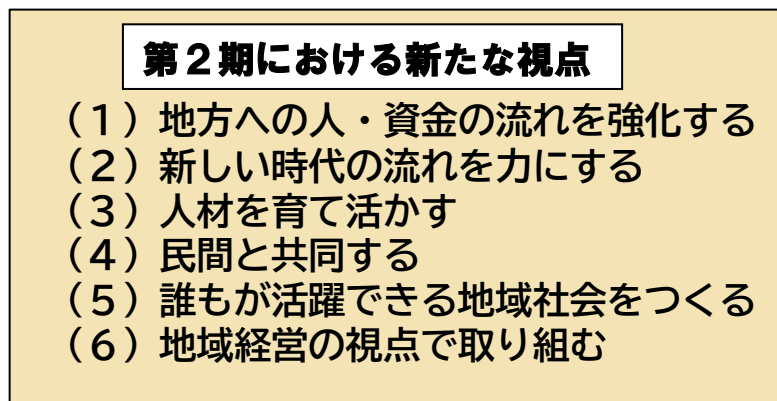 第２期における新たな視点
（１）地方への人・資金の流れを強化する
（２）新しい時代の流れを力にする
（３）人材を育て活かす
（４）民間と共同する
（５）誰もが活躍できる地域社会をつくる
（６）地域経営の視点で取り組む